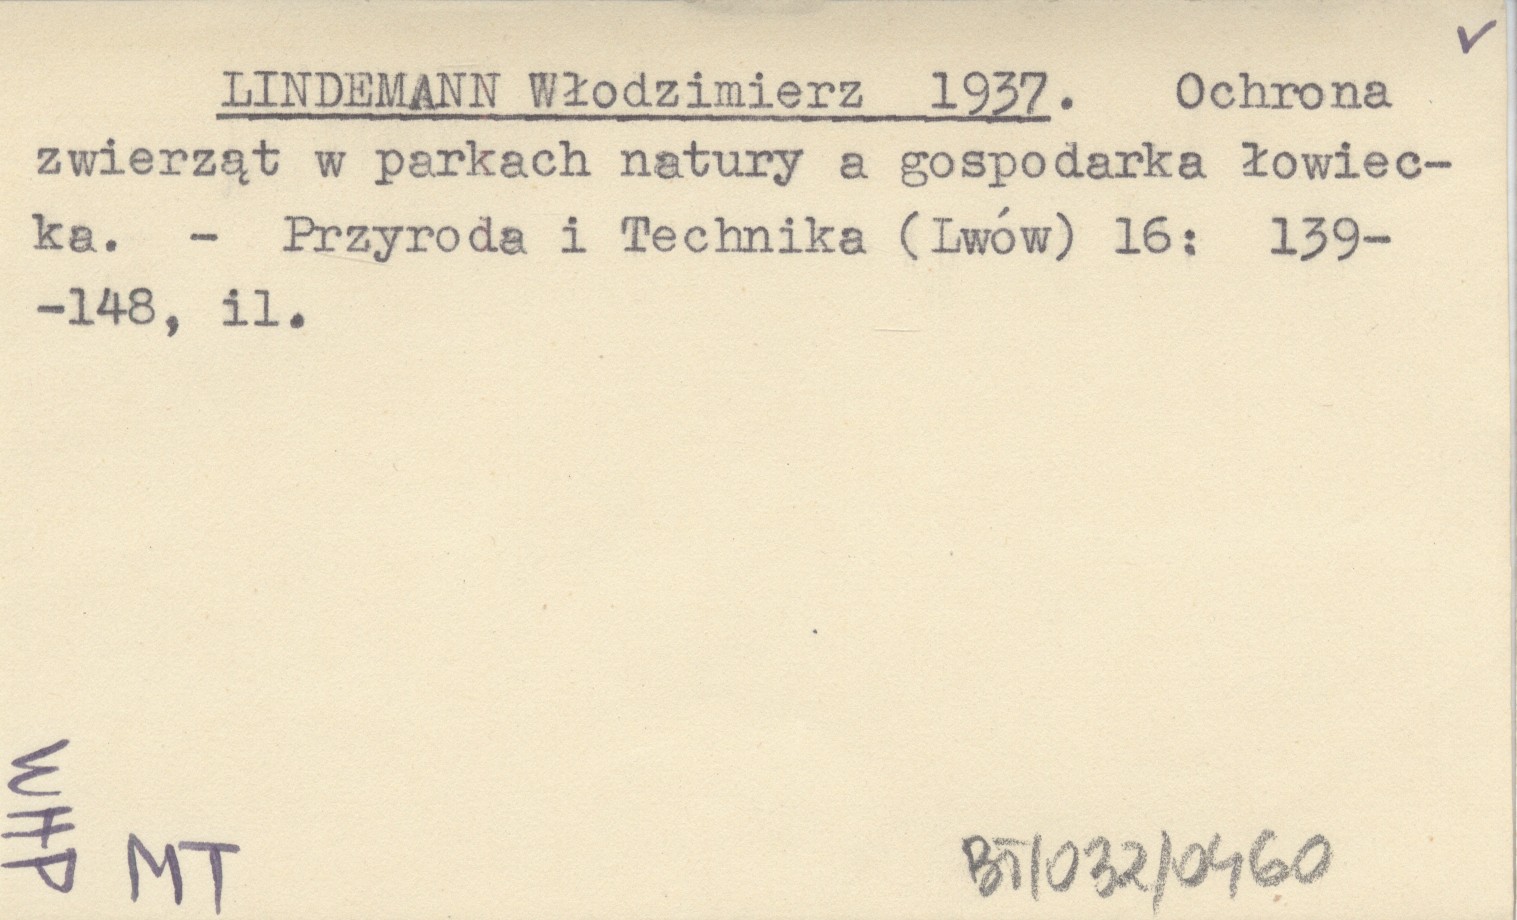 LINDEMANN Włodzimierz 1937. Ochrona
zwierząt w parkach natury a gospodarka łowiec-
ka. - Przyroda i Technika (Lwów) 16: 139-
-148, il.
WHP
MT
BT/032/0460